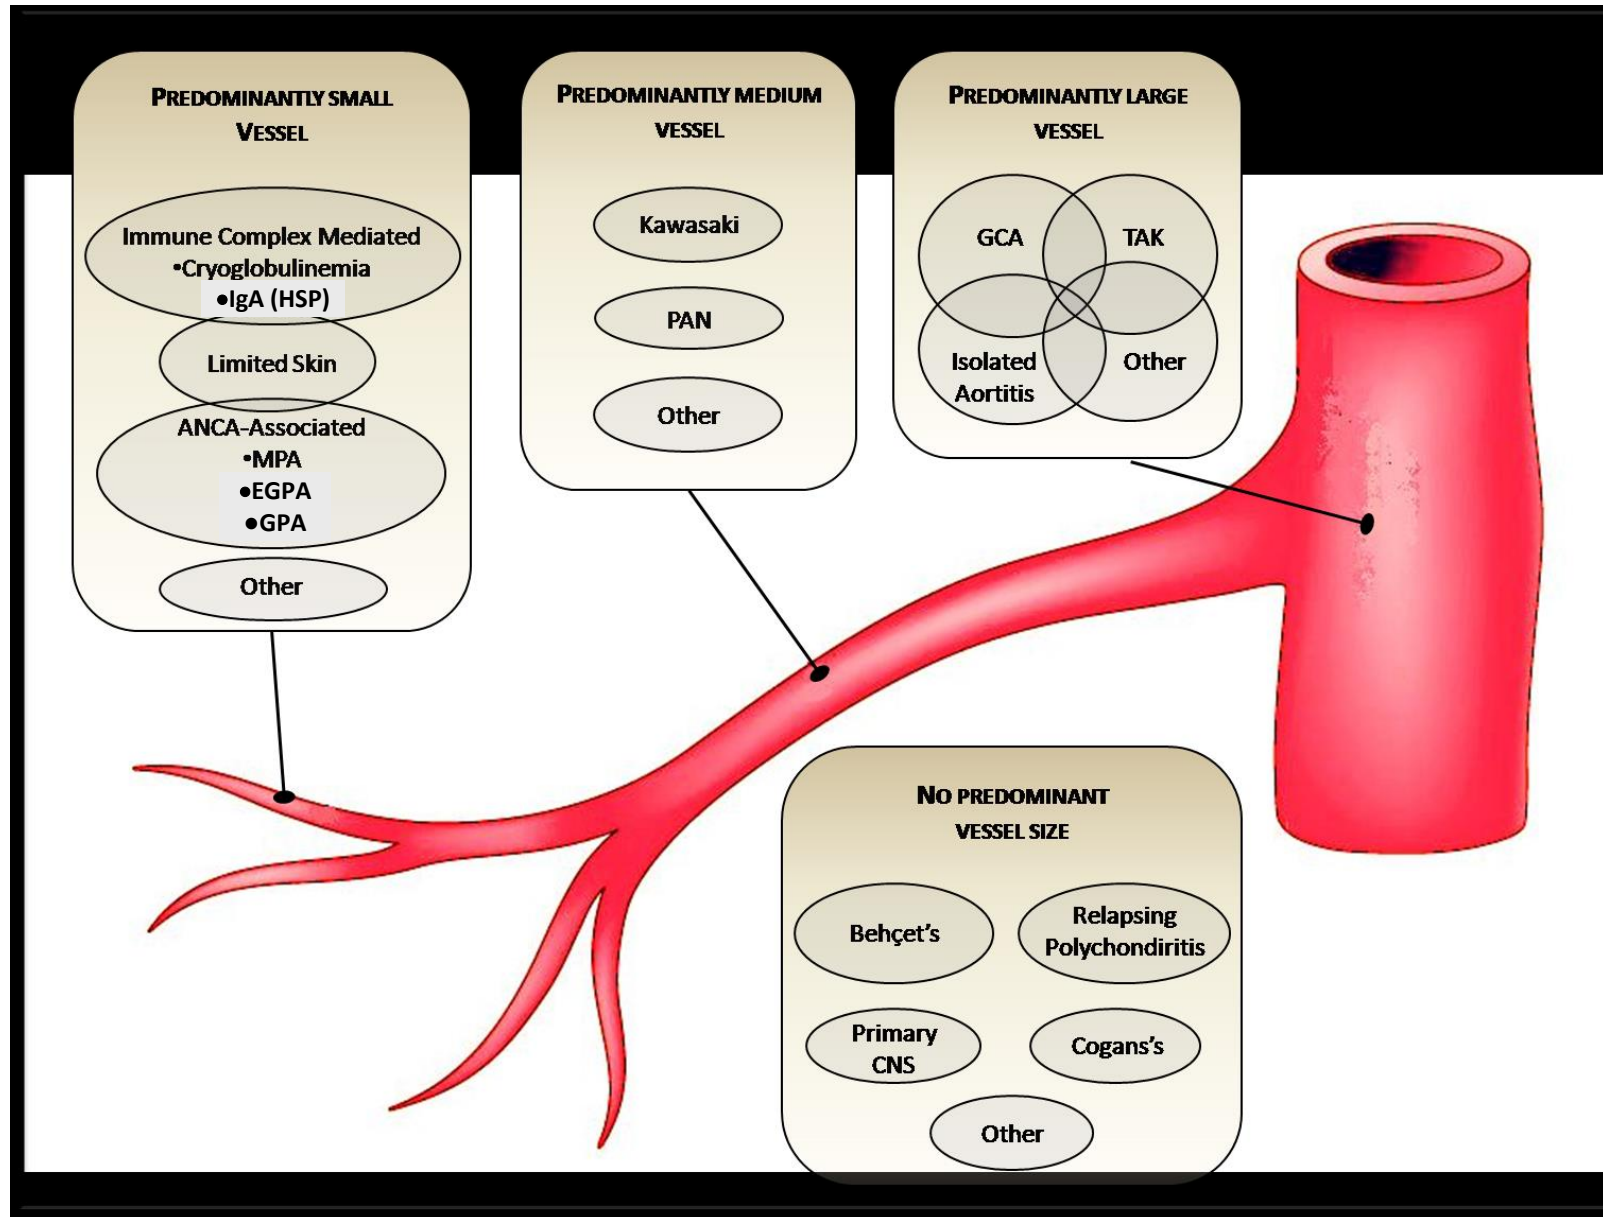 PREDOMINANTLY SMALL
VESSEL
Immune Complex Mediated
•Cryoglobulinemia
●IgA (HSP)
Limited Skin
ANCA-Associated
•MPA
●EGPA
●GPA
Other
PREDOMINANTLY MEDIUM
VESSEL
Kawasaki
PAN
Other
PREDOMINANTLY LARGE
VESSEL
GCA
TAK
Isolated
Aortitis
Other
NO PREDOMINANT
VESSEL SIZE
Behçet's
Relapsing
Polychondiritis
Primary
CNS
Cogans's
Other